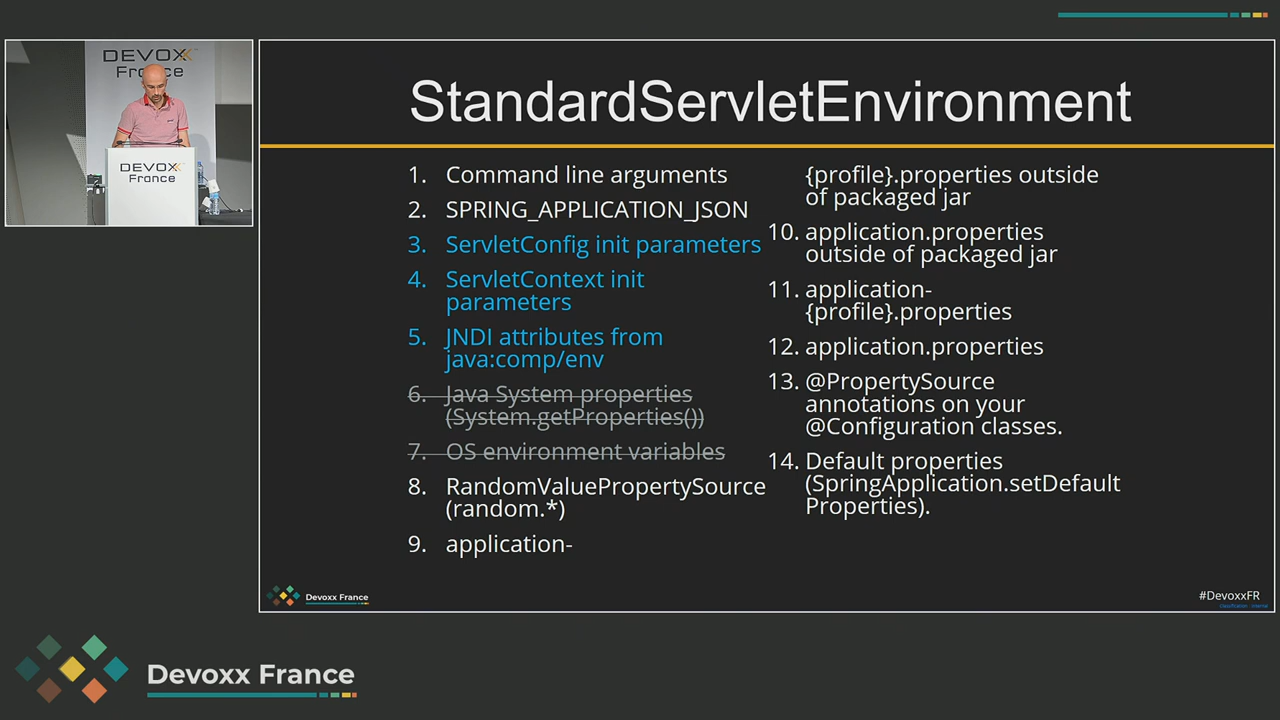 DEVOXX
France
DEVOXX
France
StandardServletEnvironment
1. Command line arguments
2. SPRING_APPLICATION_JSON
3. ServletConfig init parameters
4. ServletContext init
parameters
5. JNDI attributes from
java:comp/env
6. Java System properties
(System.getProperties())
7. OS environment variables
8. RandomValuePropertySource
(random.*)
9. application-
{profile}.properties outside
of packaged jar
10. application.properties
outside of packaged jar
11. application-
{profile}.properties
12. application.properties
13. @PropertySource
annotations on your
@Configuration classes.
14. Default properties
(SpringApplication.setDefault
Properties).
Devoxx France
#DevoxxFR
Classification - Internal
Devoxx France